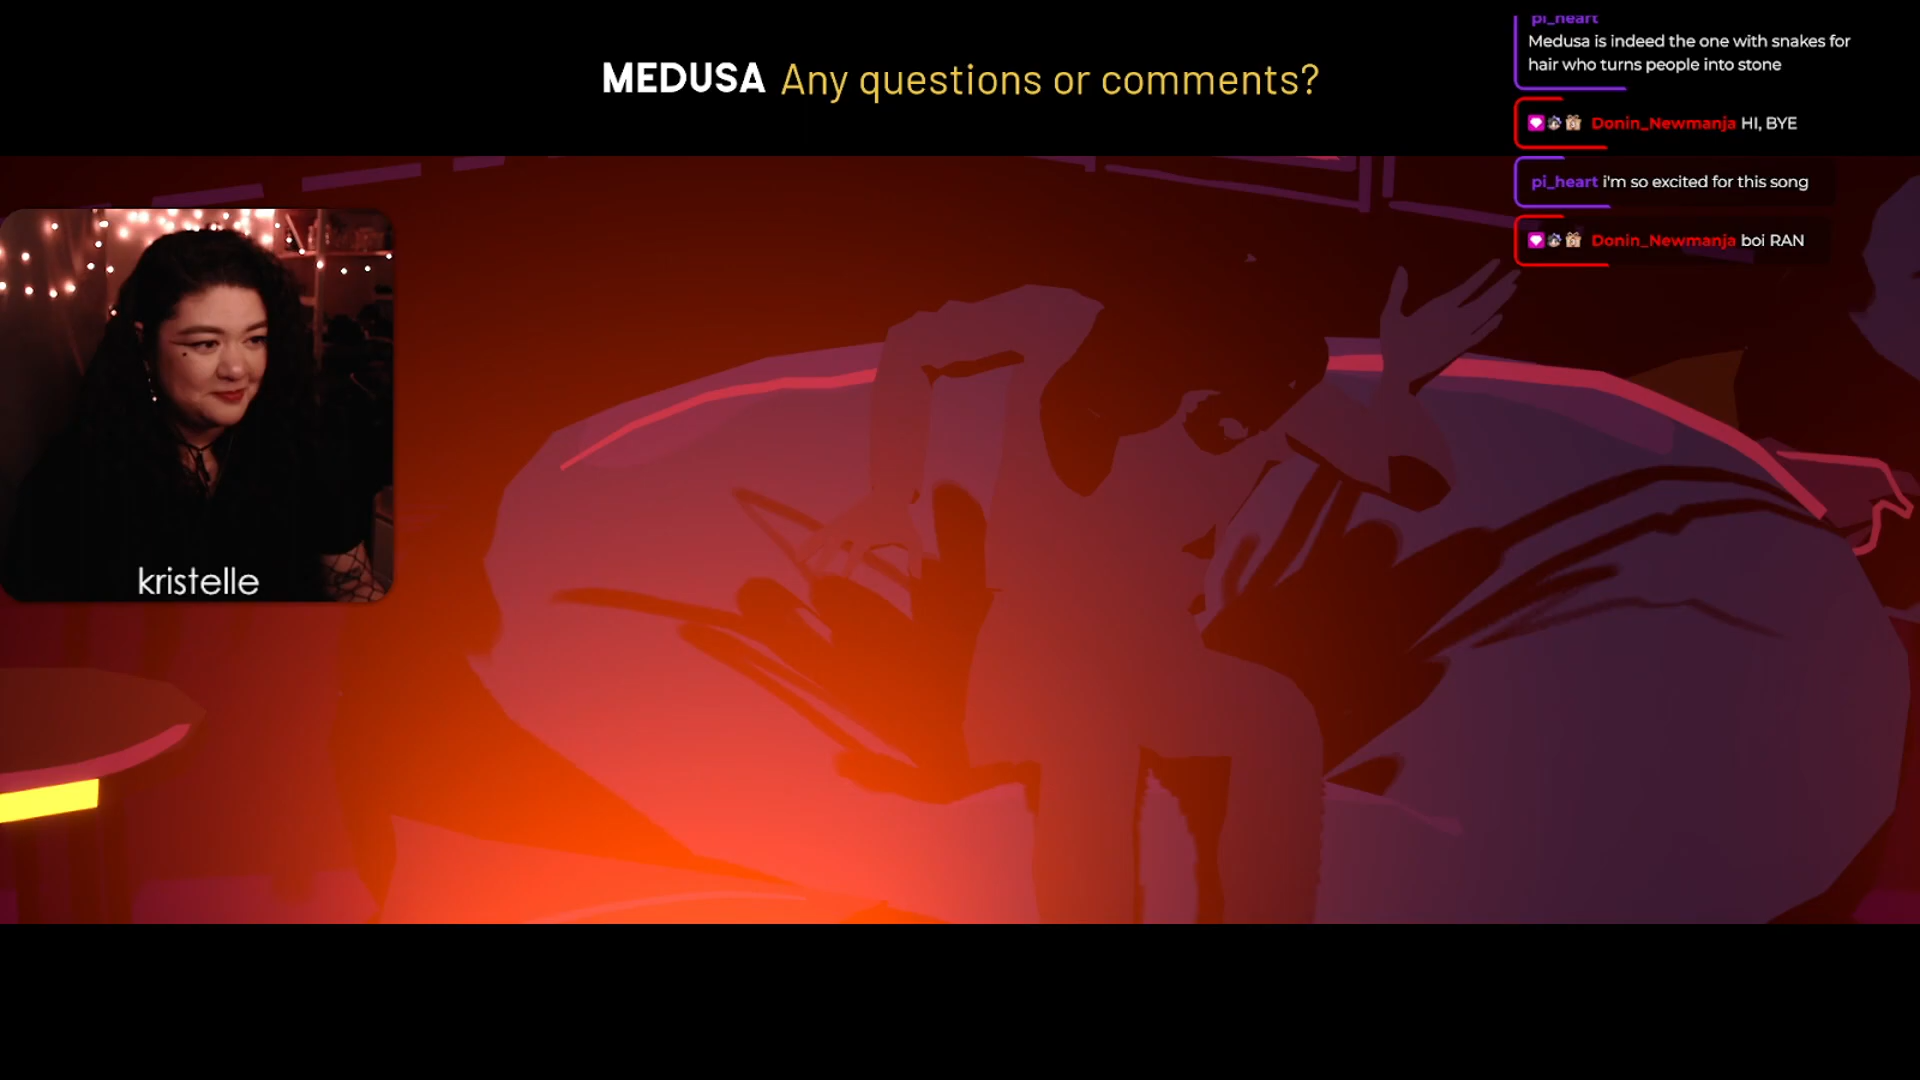 MEDUSA Any questions or comments?
pi_heart
Medusa is indeed the one with snakes for
hair who turns people into stone
Donin_Newmanja HI, BYE
pi_heart i'm so excited for this song
Donin_Newmanja boi RAN
kristelle